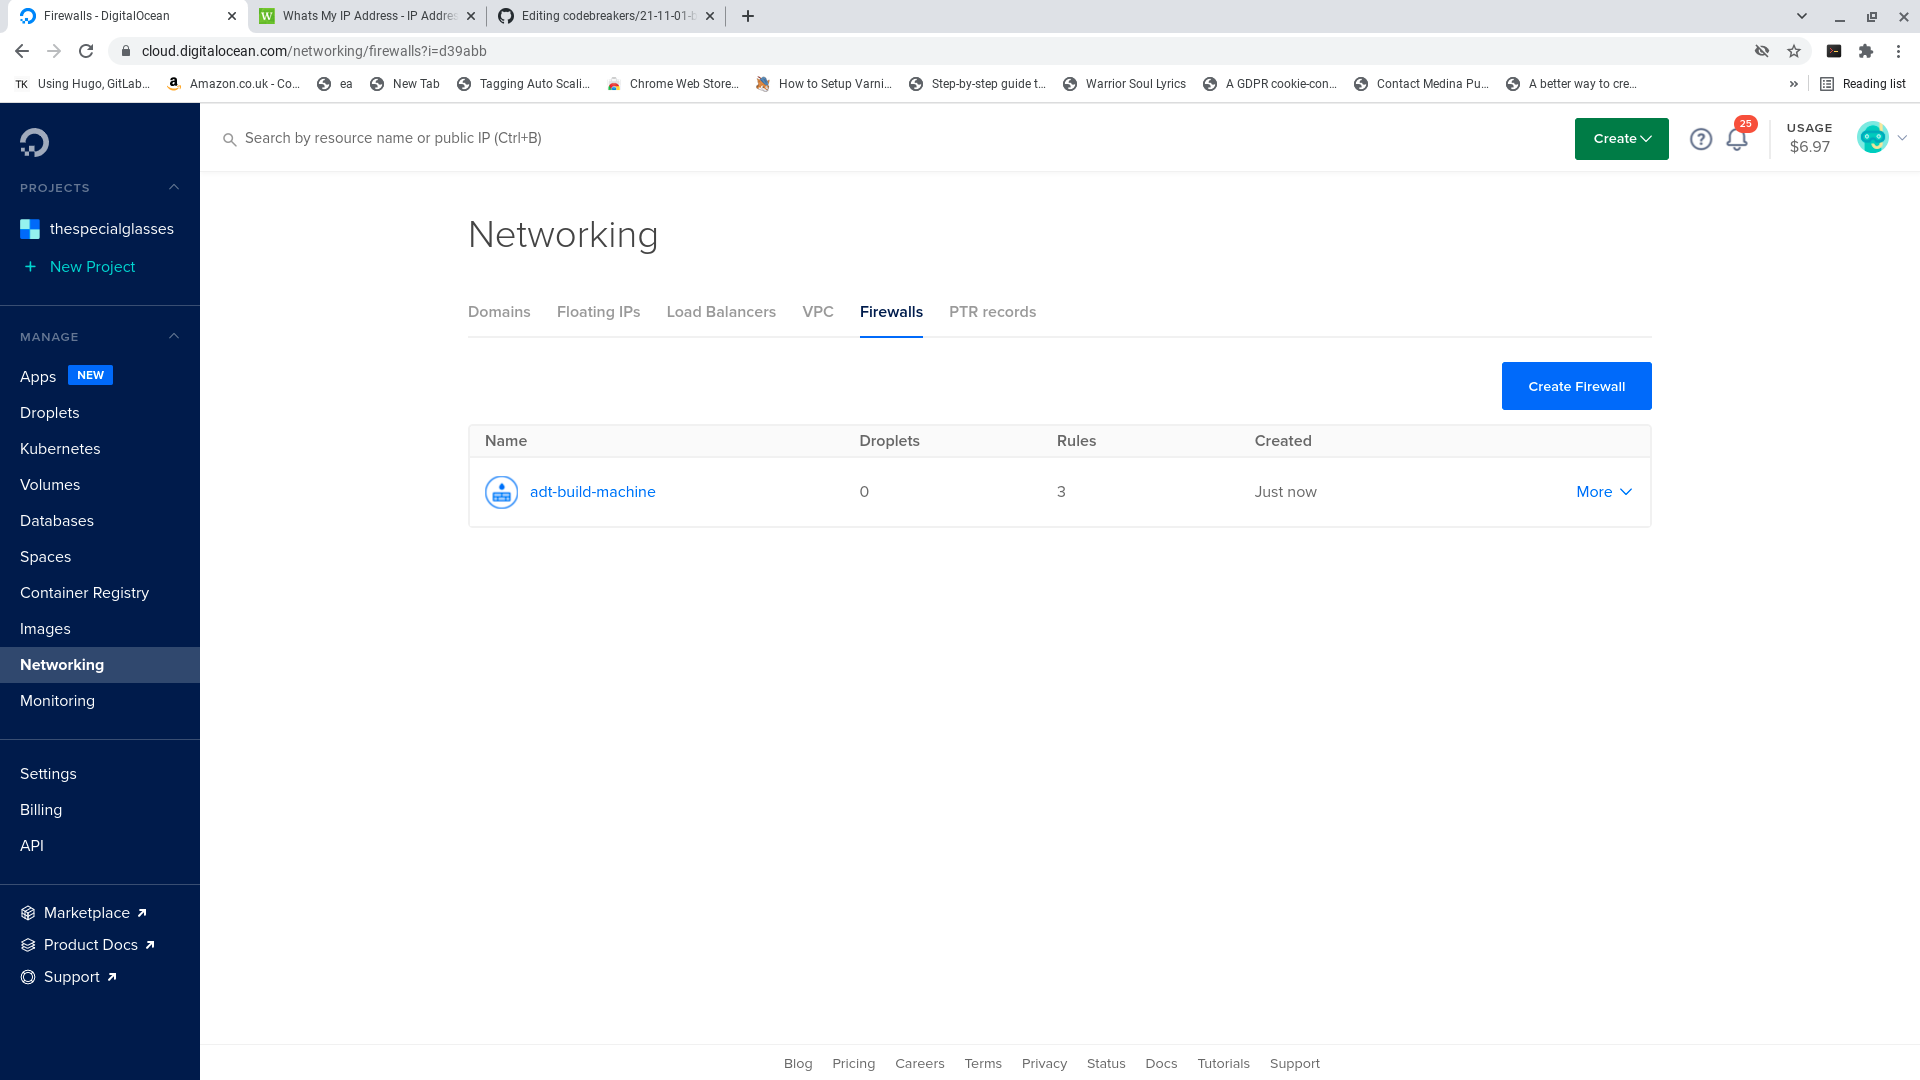 Firewalls - DigitalOcean
Whats My IP Address - IP Addres
Editing codebreakers/21-11-01-b
cloud.digitalocean.com/networking/firewalls?i=d39abb
TK Using Hugo, GitLab...
Amazon.co.uk - Co...
ea
New Tab
Tagging Auto Scali...
Chrome Web Store...
How to Setup Varni...
Step-by-step guide t...
Warrior Soul Lyrics
A GDPR cookie-con...
Contact Medina Pu...
A better way to cre...
»
Reading list
Search by resource name or public IP (Ctrl+B)
Create
25
USAGE
$6.97
PROJECTS
thespecialglasses
+ New Project
MANAGE
Apps NEW
Droplets
Kubernetes
Volumes
Databases
Spaces
Container Registry
Images
Networking
Monitoring
Settings
Billing
API
Marketplace
Product Docs
Support
Networking
Domains Floating IPs Load Balancers VPC Firewalls PTR records
Create Firewall
Name Droplets Rules Created
adt-build-machine 0 3 Just now More
Blog Pricing Careers Terms Privacy Status Docs Tutorials Support